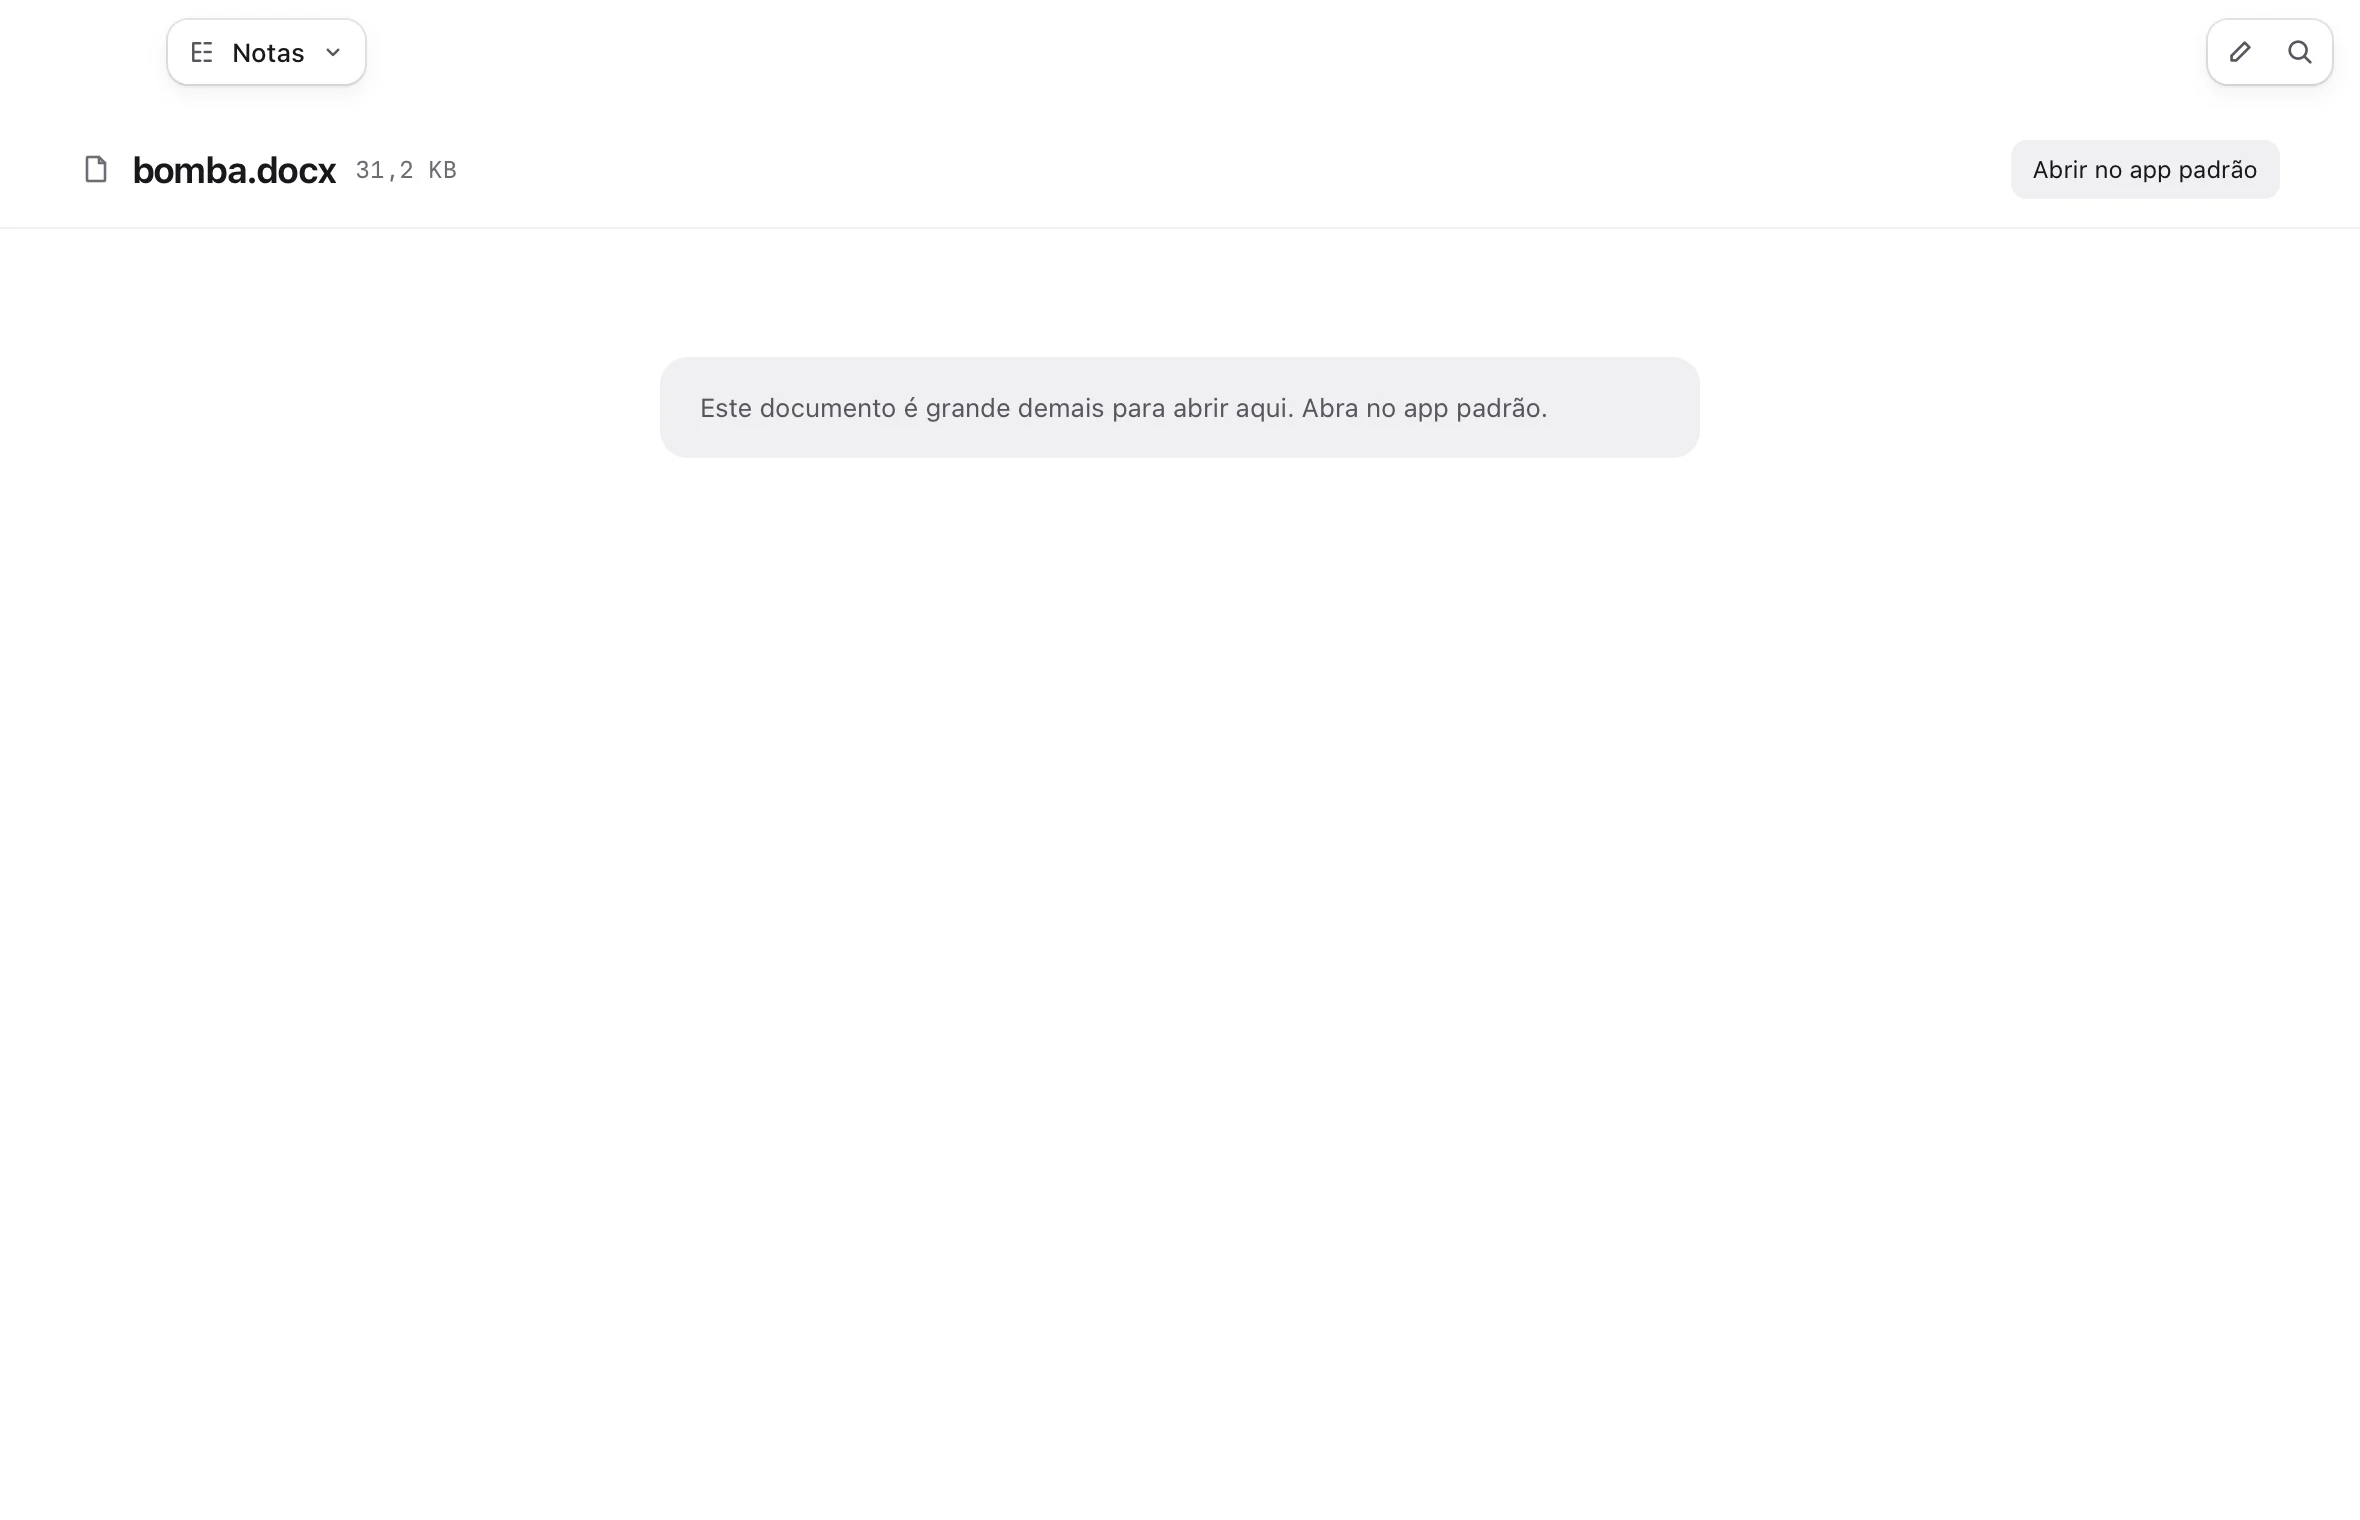 Notas
bomba.docx 31,2 KB
Abrir no app padrão
Este documento é grande demais para abrir aqui. Abra no app padrão.